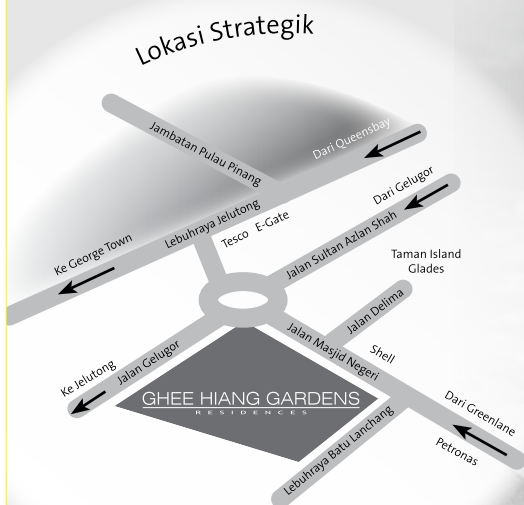 Lokasi Strategik
Jambatan Pulau Pinang
Dari Queensbay
Dari Gelugor
Lebuhraya Jelutong
Tesco E-Gate
Jalan Sultan Azlan Shah
Ke George Town
Taman Island
Glades
Jalan Delima
Jalan Masjid Negeri
Shell
Jalan Gelugor
Ke Jelutong
GHEE HIANG GARDENS
RESIDENCES
Dari Greenlane
Petronas
Lebuhraya Batu Lanchang